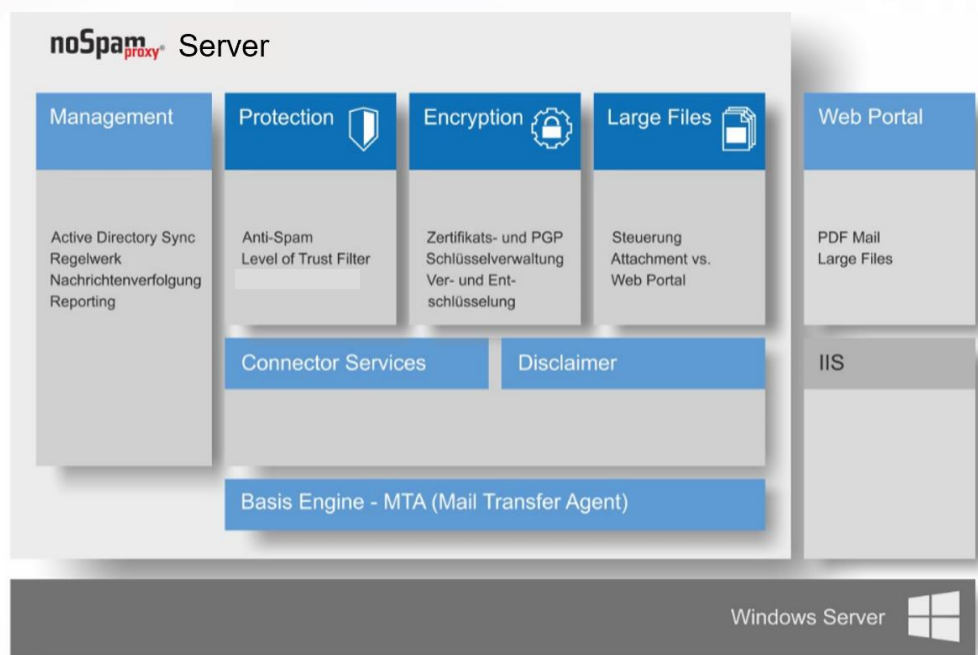 noSpamproxy® Server
Management
Protection
Encryption
Large Files
Web Portal
Active Directory Sync
Regelwerk
Nachrichtenverfolgung
Reporting
Anti-Spam
Level of Trust Filter
Zertifikats- und PGP
Schlüsselverwaltung
Ver- und Ent-
schlüsselung
Steuerung
Attachment vs.
Web Portal
PDF Mail
Large Files
Connector Services
Disclaimer
IIS
Basis Engine - MTA (Mail Transfer Agent)
Windows Server